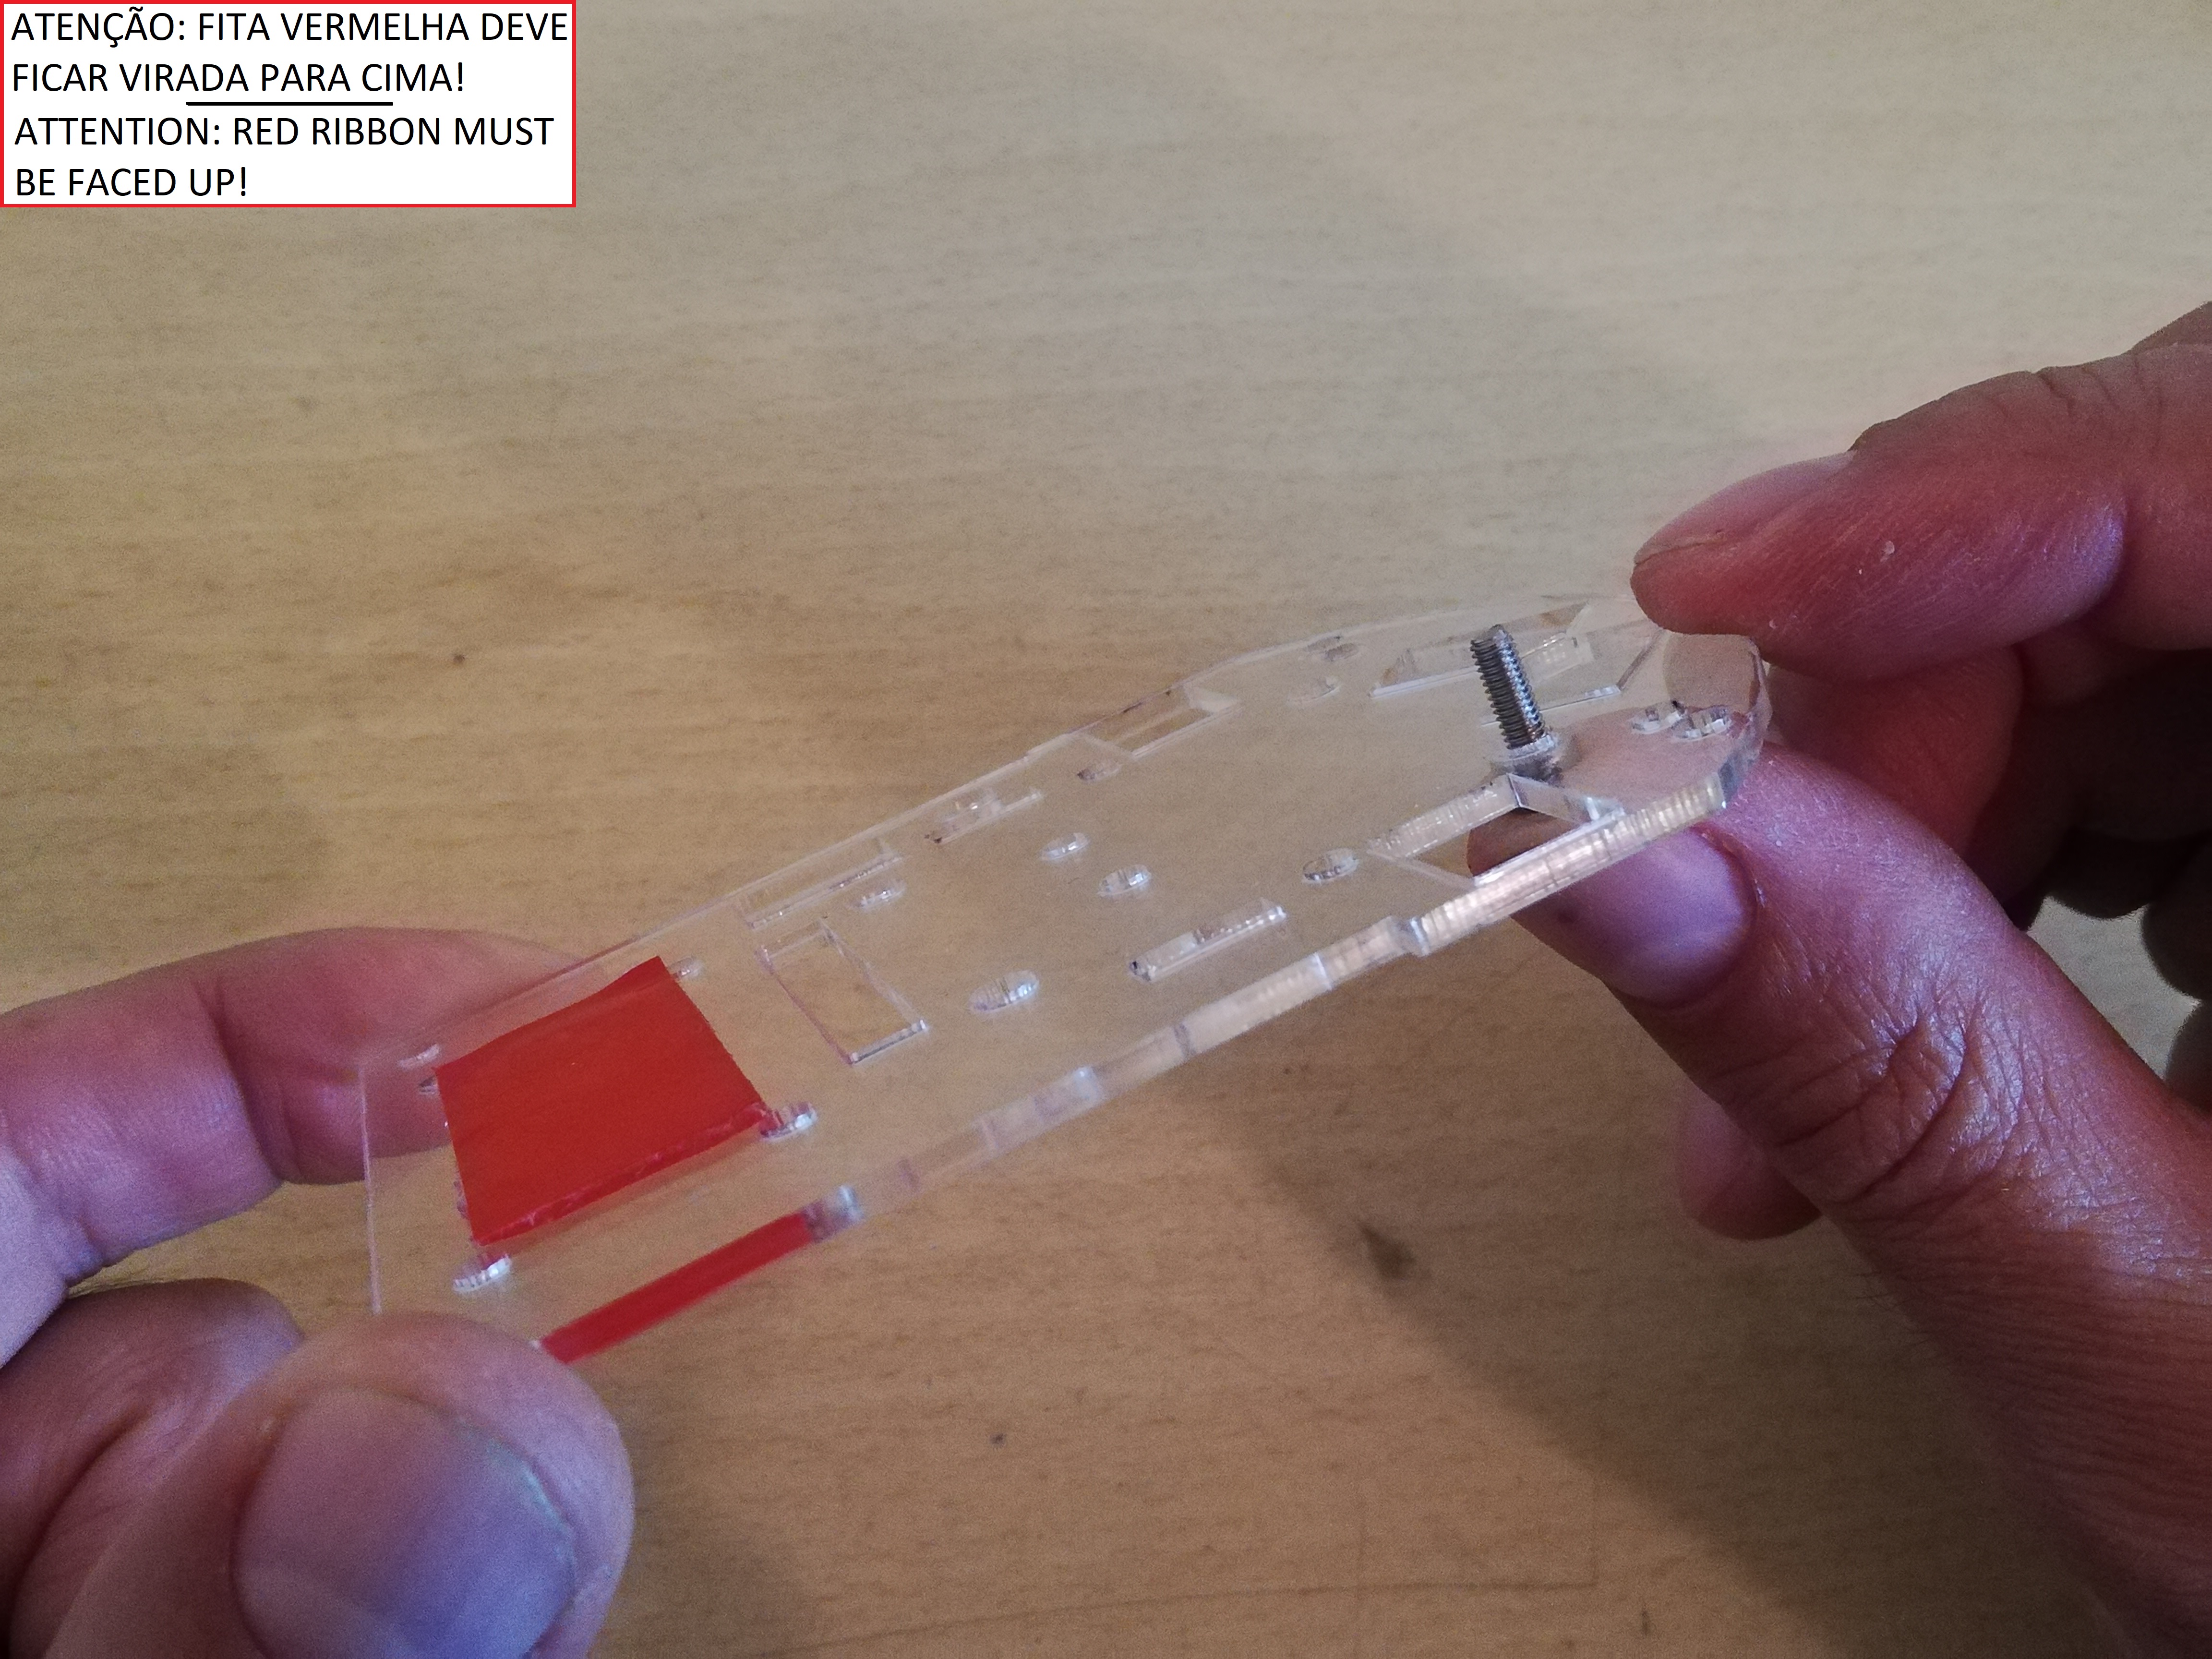 ATENÇÃO: FITA VERMELHA DEVE
FICAR VIRADA PARA CIMA!
ATTENTION: RED RIBBON MUST
BE FACED UP!